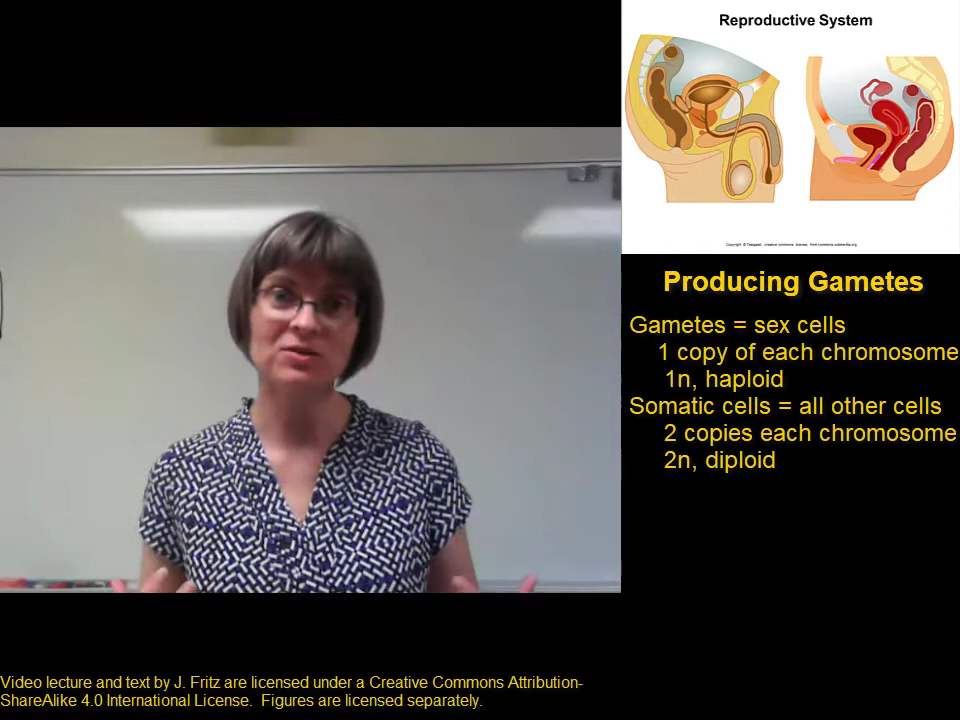 Reproductive System
Producing Gametes
Gametes = sex cells
1 copy of each chromosome
1n, haploid
Somatic cells = all other cells
2 copies each chromosome
2n, diploid
Video lecture and text by J. Fritz are licensed under a Creative Commons Attribution-
ShareAlike 4.0 International License.  Figures are licensed separately.